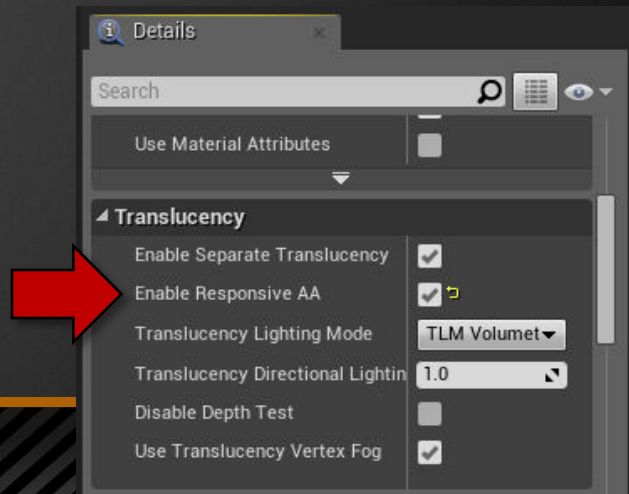 Details
Search
Use Material Attributes
Translucency
Enable Separate Translucency
Enable Responsive AA
Translucency Lighting Mode TLM Volumet
Translucency Directional Lightin 1.0
Disable Depth Test
Use Translucency Vertex Fog